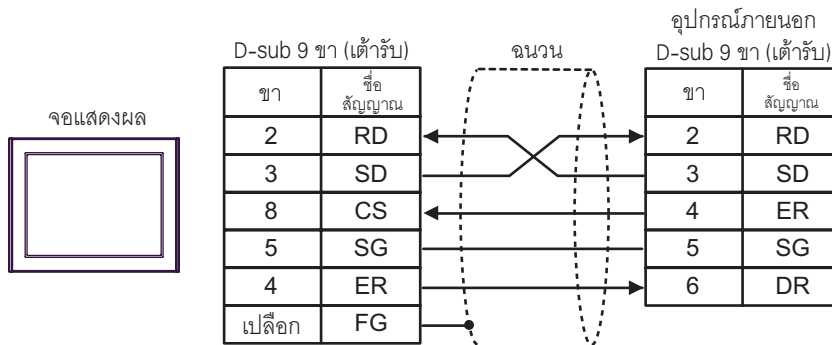 อุปกรณ์ภายนอก
D-sub 9 ขา (เต้ารับ) ฉนวน D-sub 9 ขา (เต้ารับ)
ขา ชื่อสัญญาณ ขา ชื่อสัญญาณ
จอแสดงผล
2 RD 2 RD
3 SD 3 SD
8 CS 4 ER
5 SG 5 SG
4 ER 6 DR
เปลือก FG